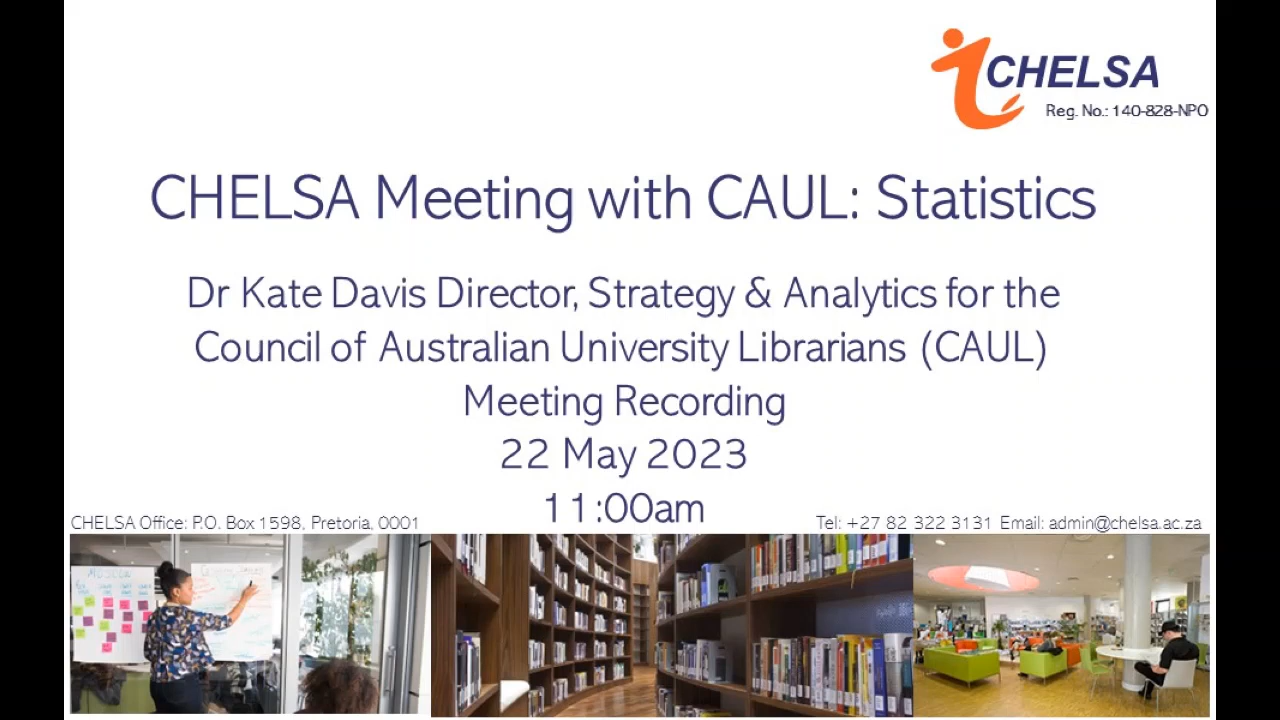 CHELSA
Reg. No.: 140-828-NPO
CHELSA Meeting with CAUL: Statistics
Dr Kate Davis Director, Strategy & Analytics for the
Council of Australian University Librarians (CAUL)
Meeting Recording
22 May 2023
11:00am
CHELSA Office: P.O. Box 1598, Pretoria, 0001
Tel: +27 82 322 3131 Email: admin@chelsa.ac.za